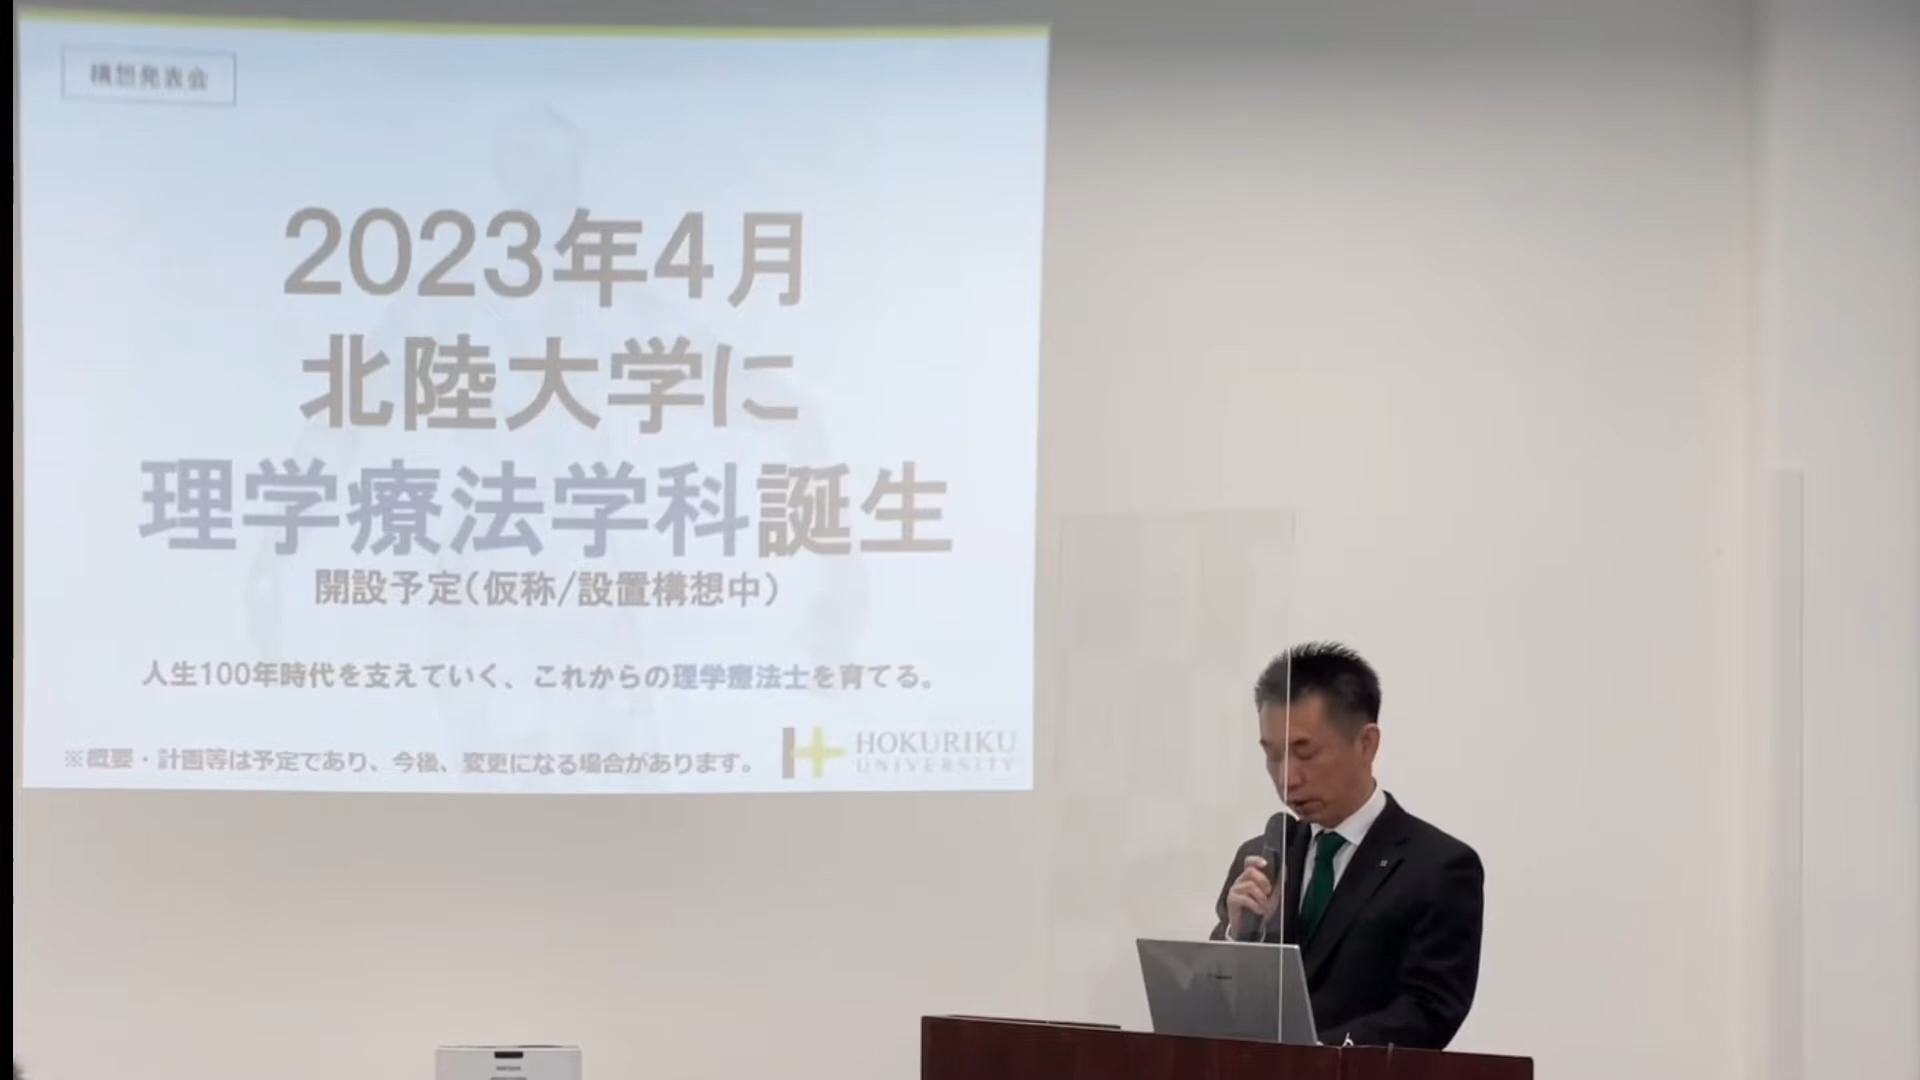 構想発表会
2023年4月
北陸大学に
理学療法学科誕生
開設予定(仮称/設置構想中)
人生100年時代を支えていく、これからの理学療法士を育てる。
※概要・計画等は予定であり、今後、変更になる場合があります。
HOKURIKU
UNIVERSITY